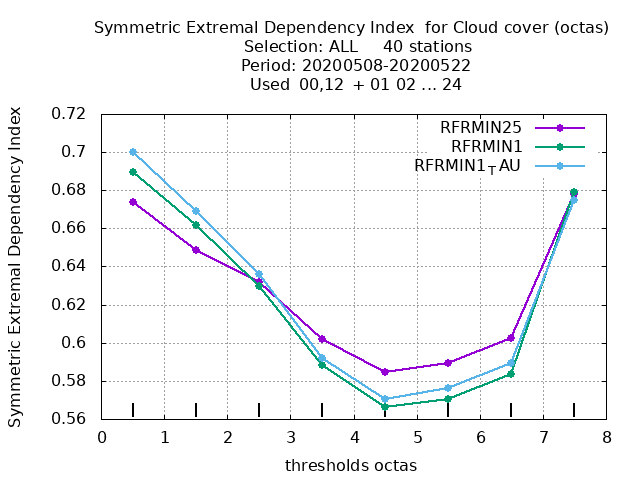 Symmetric Extremal Dependency Index  for Cloud cover (octas)
Selection: ALL     40 stations
Period: 20200508-20200522
Used  00,12  + 01 02 ... 24
Symmetric Extremal Dependency Index
0.72
0.7
0.68
0.66
0.64
0.62
0.6
0.58
0.56
RFRMIN25
RFRMIN1
RFRMIN1TAU
0 1 2 3 4 5 6 7 8
thresholds octas